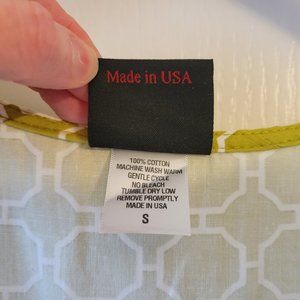 Made in USA
100% COTTON
MACHINE WASH WARM
GENTLE CYCLE
NO BLEACH
TUMBLE DRY LOW
REMOVE PROMPTLY
MADE IN USA
S